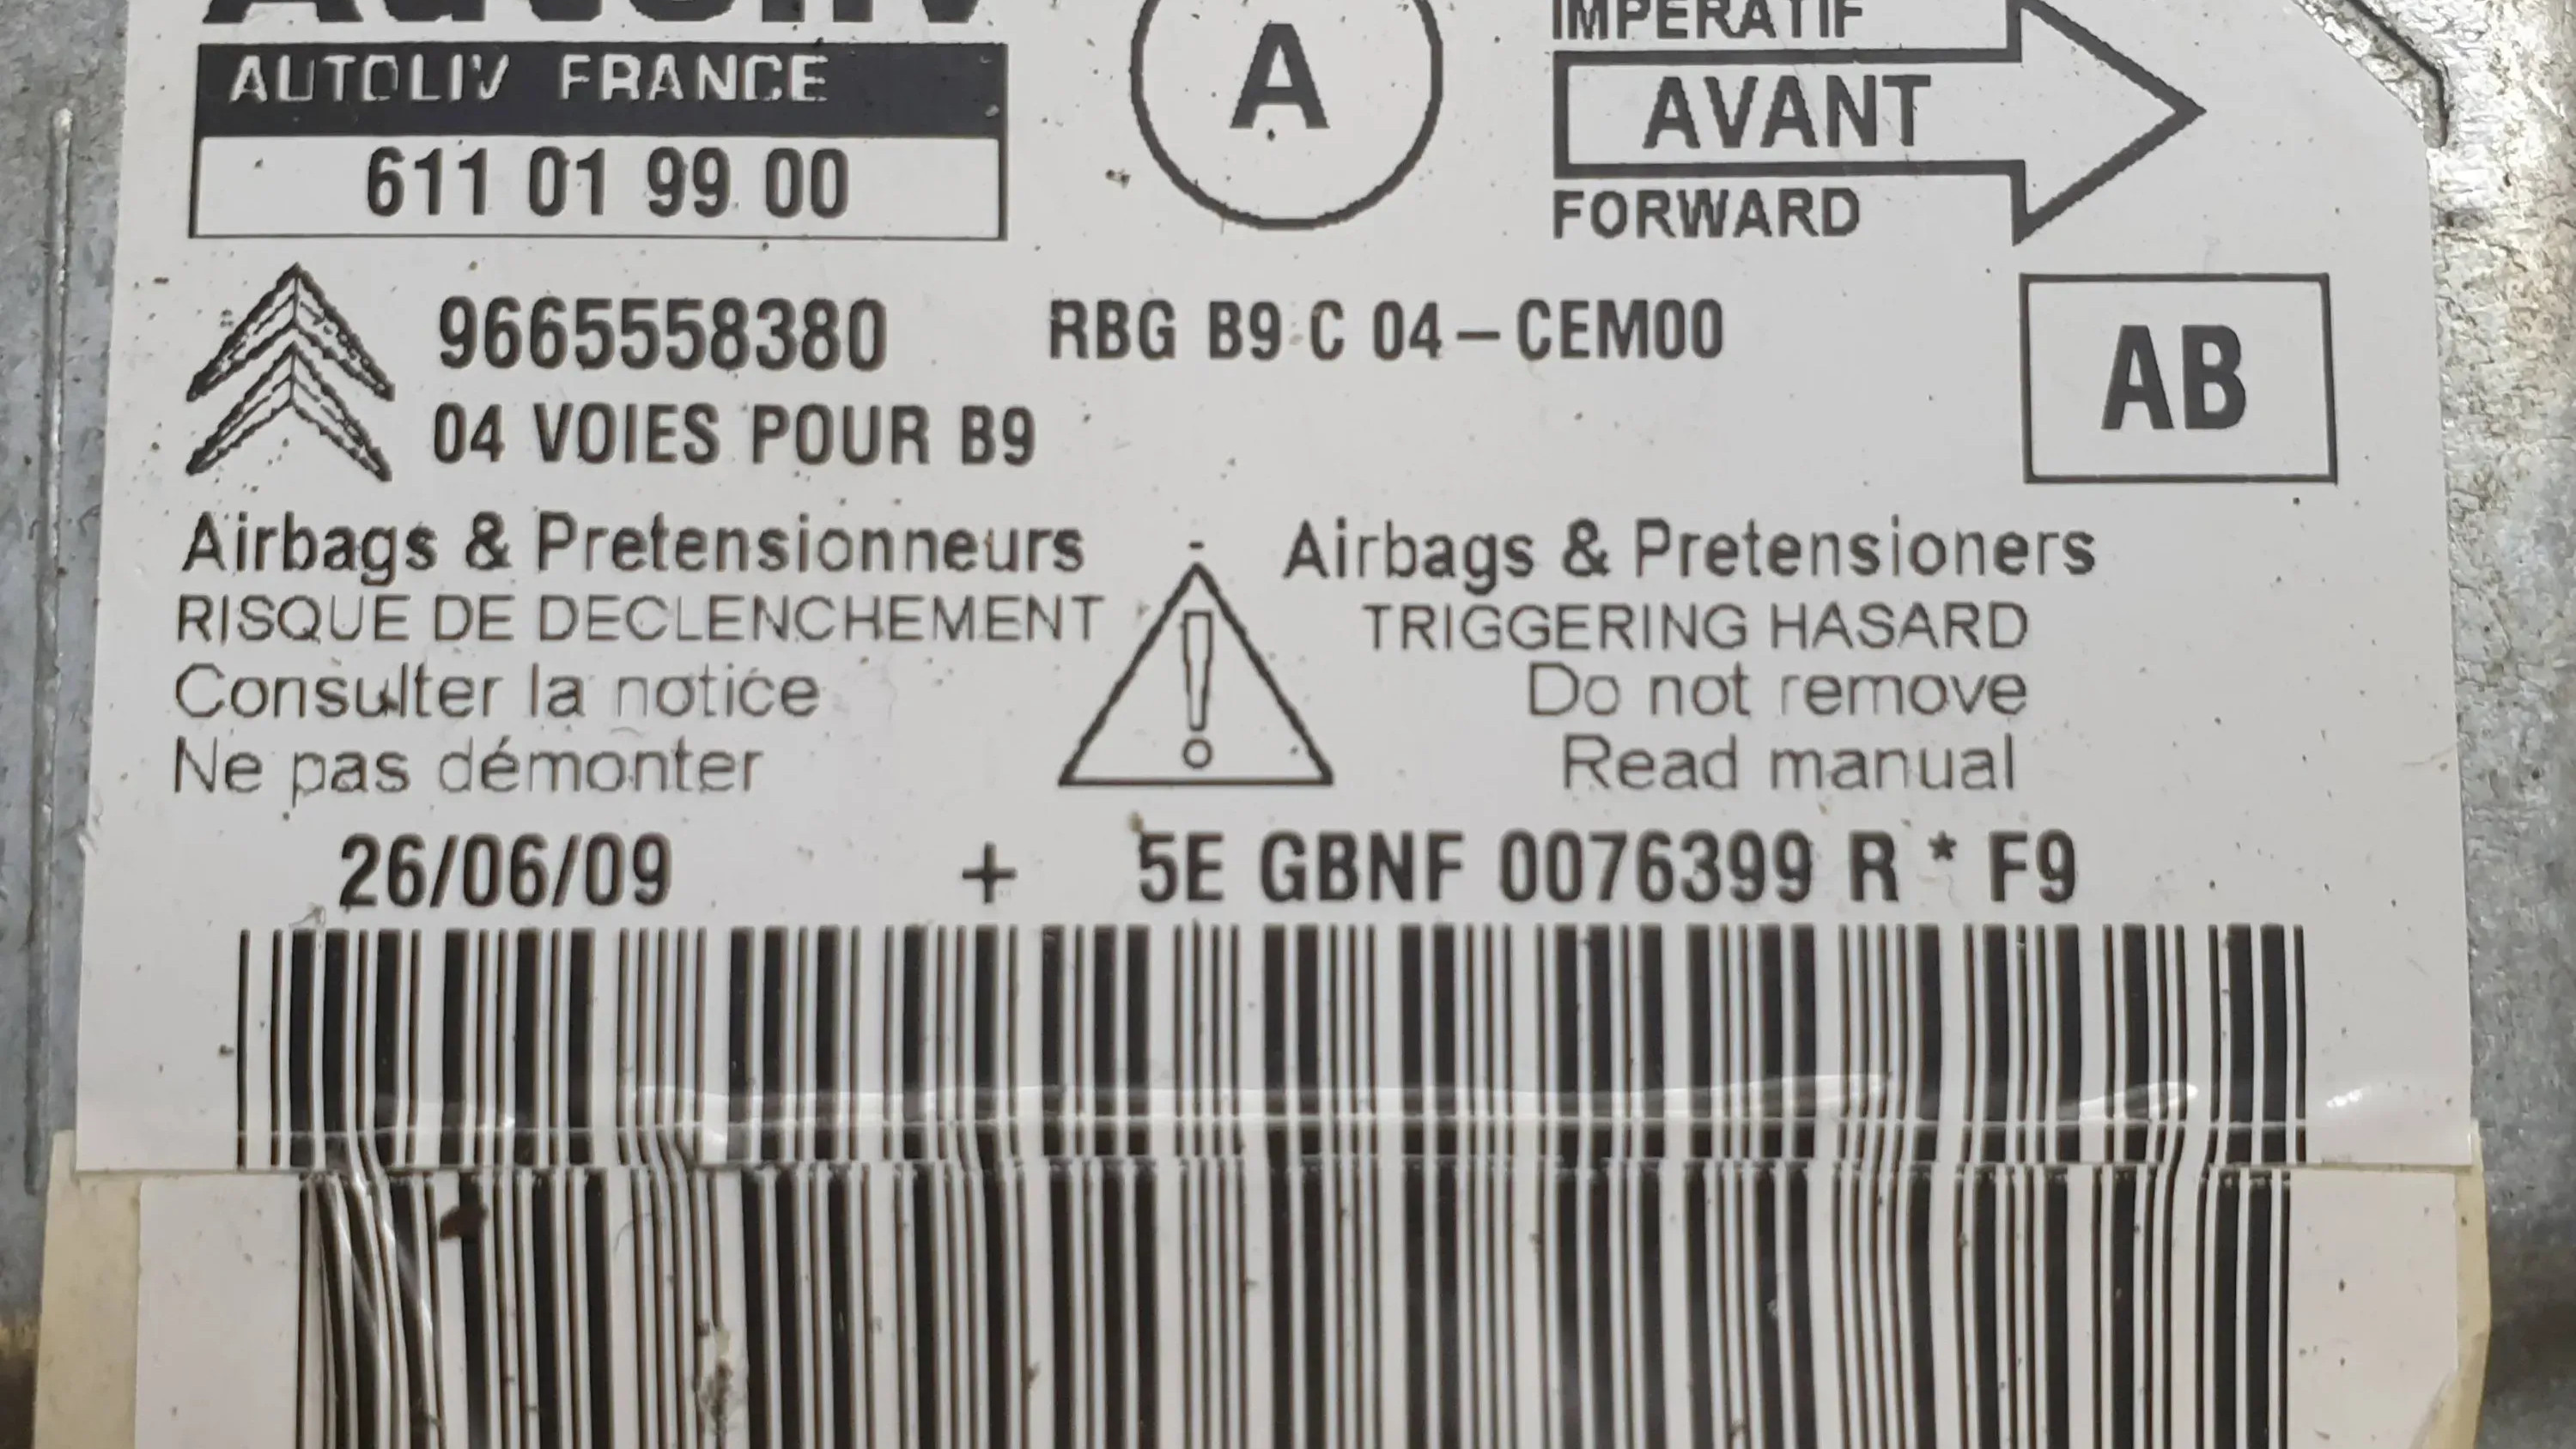 Autoliv
AUTOLIV FRANCE
611 01 99 00
A
IMPERATIF
AVANT
FORWARD
9665558380 RBG B9 C 04-CEM00
04 VOIES POUR B9
AB
Airbags & Pretensionneurs - Airbags & Pretensioners
RISQUE DE DECLENCHEMENT TRIGGERING HASARD
Consulter la notice Do not remove
Ne pas démonter Read manual
26/06/09 + 5E GBNF 0076399 R * F9